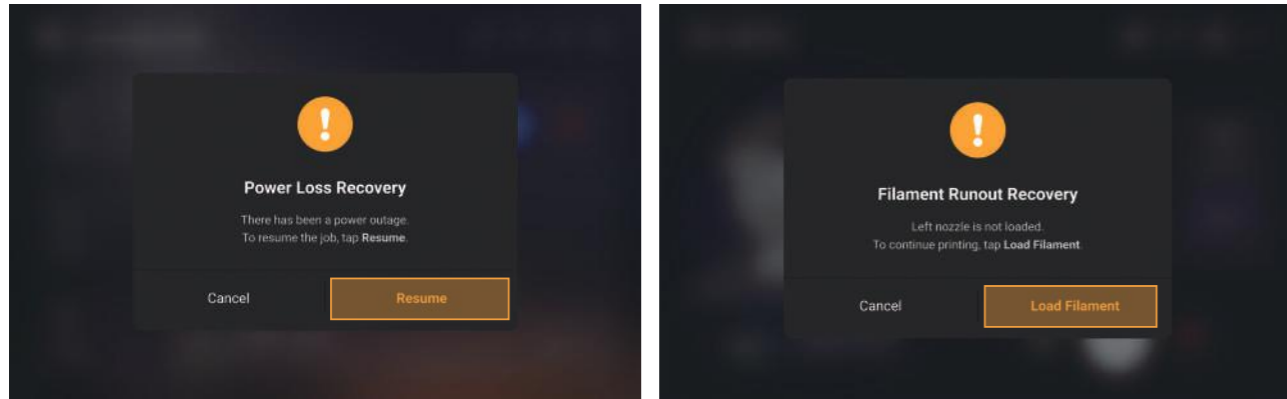 Power Loss Recovery
There has been a power outage.
To resume the job, tap Resume.
Cancel
Resume
Filament Runout Recovery
Left nozzle is not loaded.
To continue printing, tap Load Filament.
Cancel
Load Filament